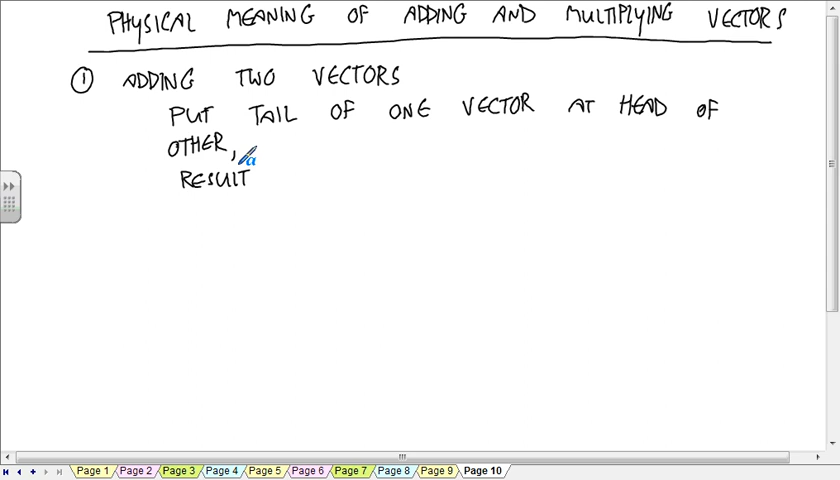 PHYSICAL MEANING OF ADDING AND MULTIPLYING VECTORS
① ADDING TWO VECTORS
PUT TAIL OF ONE VECTOR AT HEAD OF
OTHER,
RESULT
Page 1 Page 2 Page 3 Page 4 Page 5 Page 6 Page 7 Page 8 Page 9 Page 10